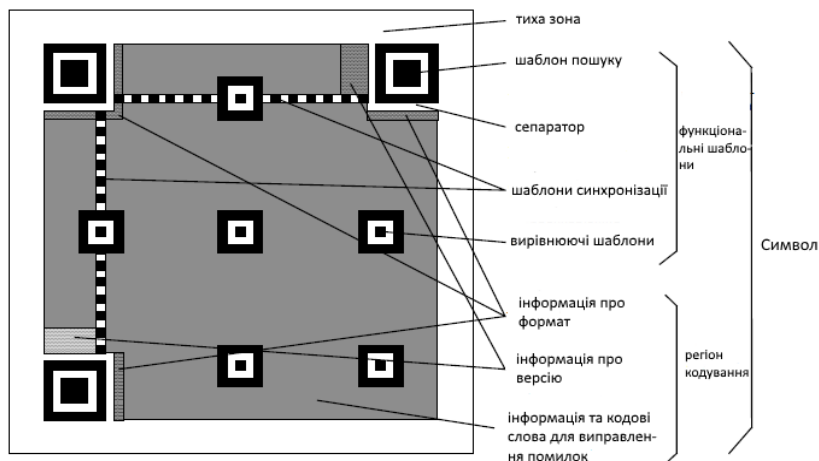 тиха зона
шаблон пошуку
сепаратор
функціона-
льні шабло-
ни
шаблони синхронізації
вирівнюючі шаблони
Символ
інформація про
формат
інформація про
версію
регіон
кодування
інформація та кодові
слова для виправлен-
ня помилок